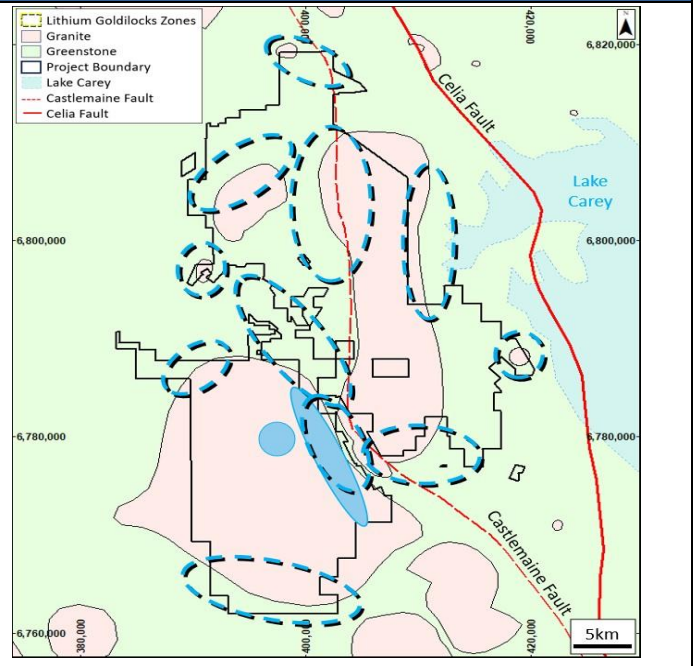 Lithium Goldilocks Zones
Granite
Greenstone
Project Boundary
Lake Carey
Castlemaine Fault
Celia Fault
400,000
420,000
N
6,820,000
Celia Fault
Lake
Carey
6,800,000
6,800,000
6,780,000
6,780,000
Castlemaine Fault
6,760,000
380,000
400,000
420,000
5km